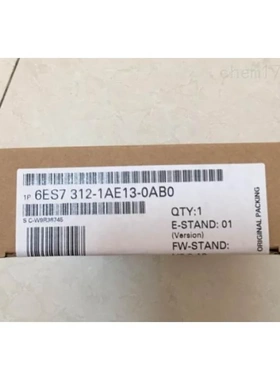 1P 6ES7 312-1AE13-0AB0
QTY:1
E-STAND: 01
(Version)
FW-STAND:
ORIGINAL PACKING